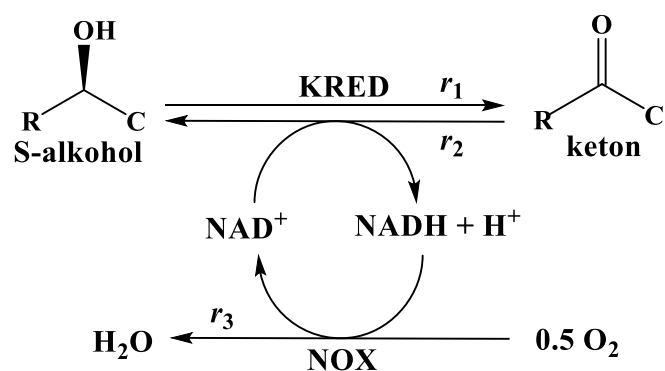 OH
O
KRED r₁
R C
S-alkohol
r₂
R C
keton
NAD⁺ NADH + H⁺
r₃
H₂O NOX 0.5 O₂